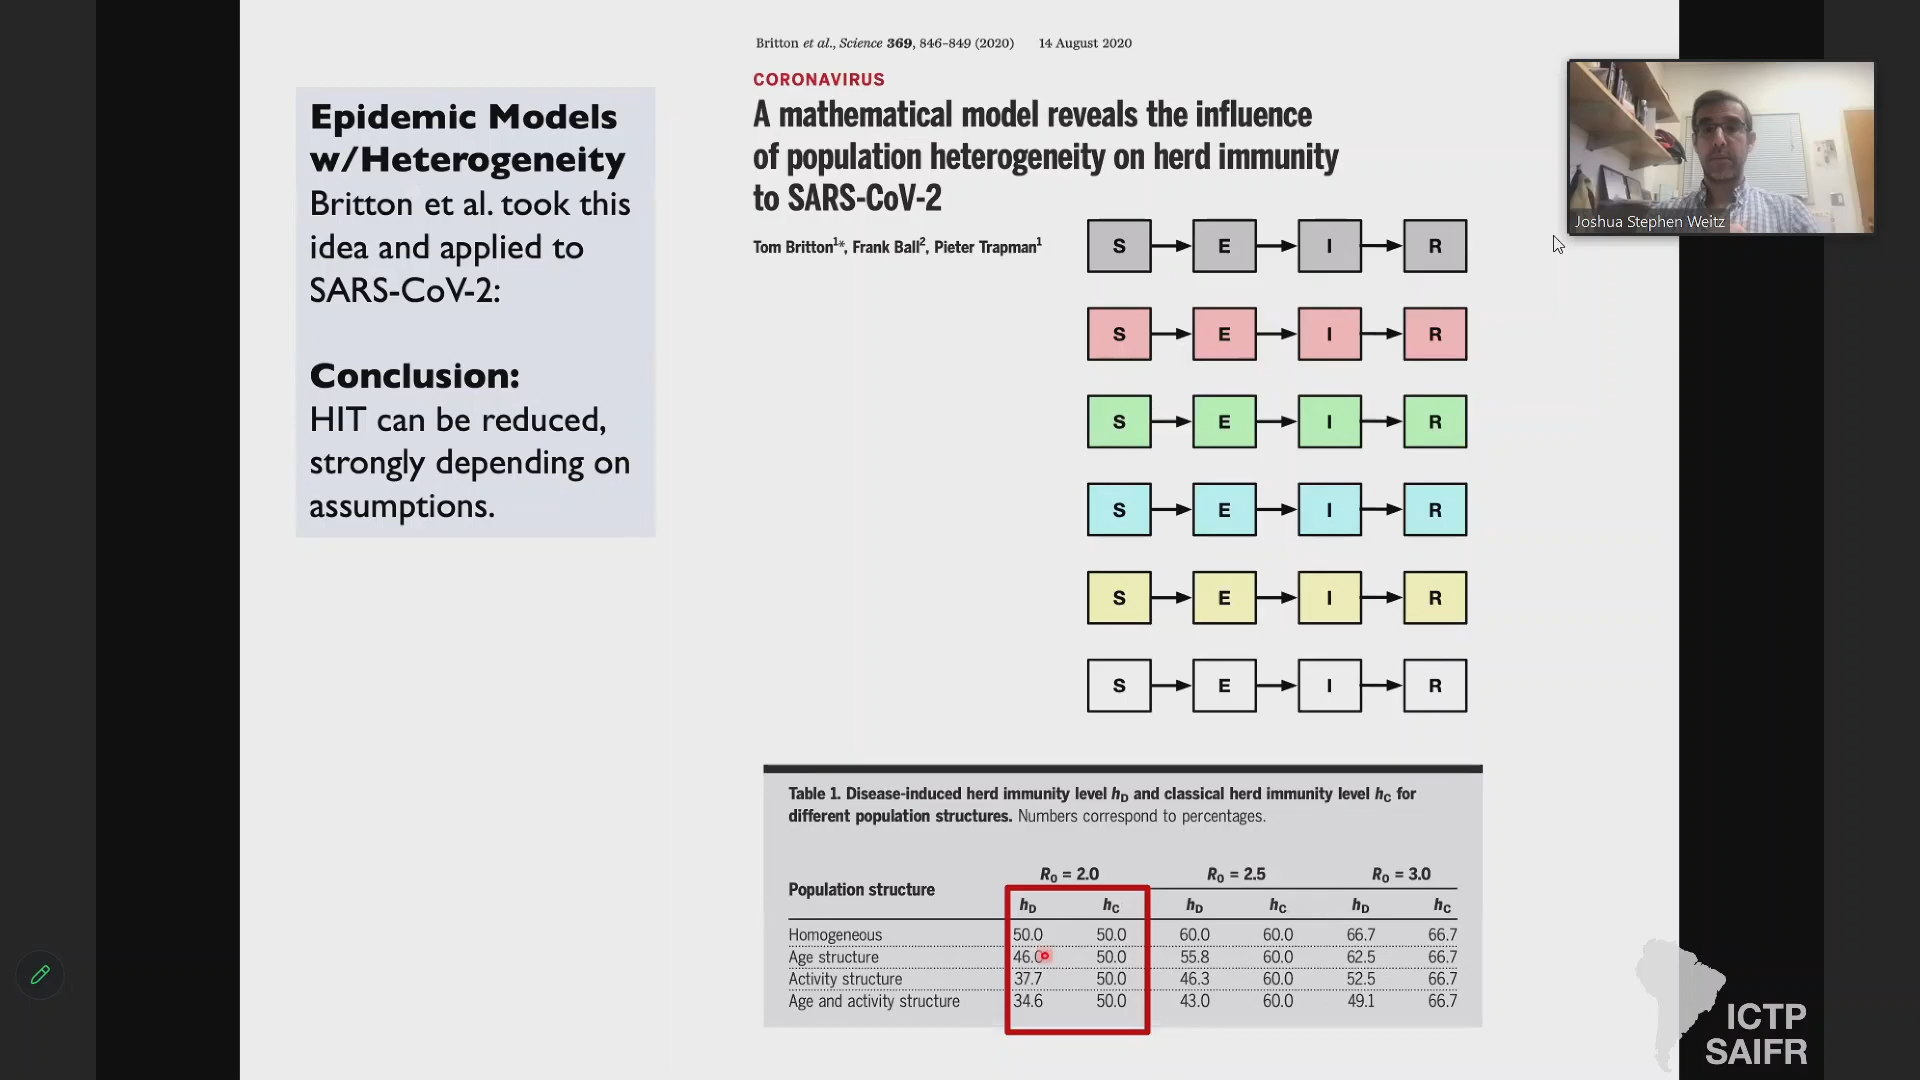 Britton et al., Science 369, 846–849 (2020) 14 August 2020
CORONAVIRUS
A mathematical model reveals the influence
of population heterogeneity on herd immunity
to SARS-CoV-2
Tom Britton1*, Frank Ball2, Pieter Trapman1
Epidemic Models
w/Heterogeneity
Britton et al. took this
idea and applied to
SARS-CoV-2:
Conclusion:
HIT can be reduced,
strongly depending on
assumptions.
Joshua Stephen Weitz
S E I R
S E I R
S E I R
S E I R
S E I R
S E I R
Table 1. Disease-induced herd immunity level hD and classical herd immunity level hC for
different population structures. Numbers correspond to percentages.
Population structure R0 = 2.0 R0 = 2.5 R0 = 3.0
hD hC hD hC hD hC
Homogeneous 50.0 50.0 60.0 60.0 66.7 66.7
Age structure 46.0 50.0 55.8 60.0 62.5 66.7
Activity structure 37.7 50.0 46.3 60.0 52.5 66.7
Age and activity structure 34.6 50.0 43.0 60.0 49.1 66.7
ICTP
SAIFR